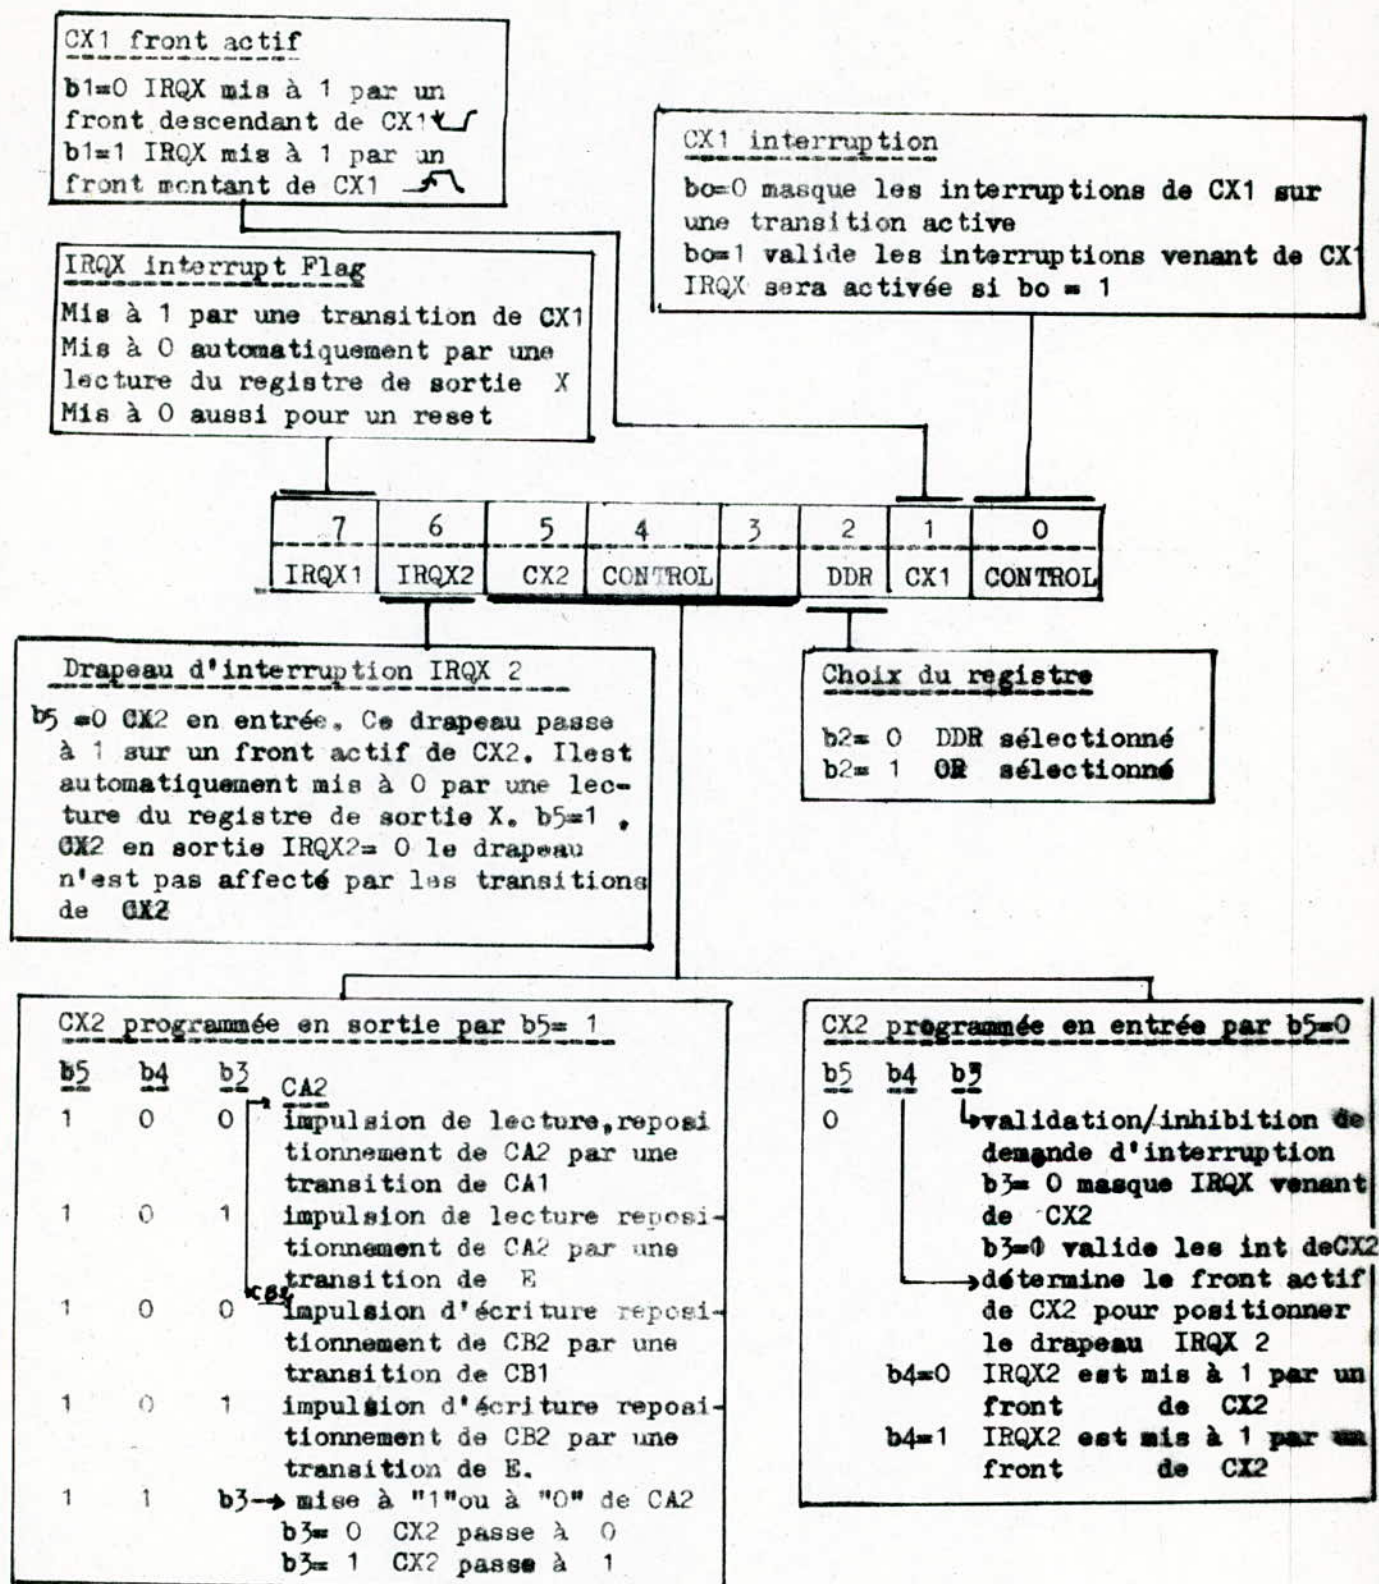 CX1 front actif
b1=0 IRQX mis à 1 par un
front descendant de CX1
b1=1 IRQX mis à 1 par un
front montant de CX1
CX1 interruption
bo=0 masque les interruptions de CX1 sur
une transition active
bo=1 valide les interruptions venant de CX1
IRQX sera activée si bo = 1
IRQX interrupt Flag
Mis à 1 par une transition de CX1
Mis à 0 automatiquement par une
lecture du registre de sortie X
Mis à 0 aussi pour un reset
7 6 5 4 3 2 1 0
IRQX1 IRQX2 CX2 CONTROL DDR CX1 CONTROL
Drapeau d'interruption IRQX 2
b5 =0 CX2 en entrée. Ce drapeau passe
à 1 sur un front actif de CX2. Ilest
automatiquement mis à 0 par une lec-
ture du registre de sortie X. b5=1 .
CX2 en sortie IRQX2= 0 le drapeau
n'est pas affecté par les transitions
de CX2
Choix du registre
b2= 0 DDR sélectionné
b2= 1 OR sélectionné
CX2 programmée en sortie par b5= 1
b5 b4 b3 CA2
1 0 0 impulsion de lecture,reposi
tionnement de CA2 par une
transition de CA1
1 0 1 impulsion de lecture reposi-
tionnement de CA2 par une
transition de E
CB2
1 0 0 impulsion d'écriture reposi-
tionnement de CB2 par une
transition de CB1
1 0 1 impulsion d'écriture reposi-
tionnement de CB2 par une
transition de E.
1 1 b3 mise à "1"ou à "0" de CA2
b3= 0 CX2 passe à 0
b3= 1 CX2 passe à 1
CX2 programmée en entrée par b5=0
b5 b4 b3
0 validation/inhibition de
demande d'interruption
b3= 0 masque IRQX venant
de CX2
b3= valide les int deCX2
détermine le front actif
de CX2 pour positionner
le drapeau IRQX 2
b4=0 IRQX2 est mis à 1 par un
front de CX2
b4=1 IRQX2 est mis à 1 par un
front de CX2